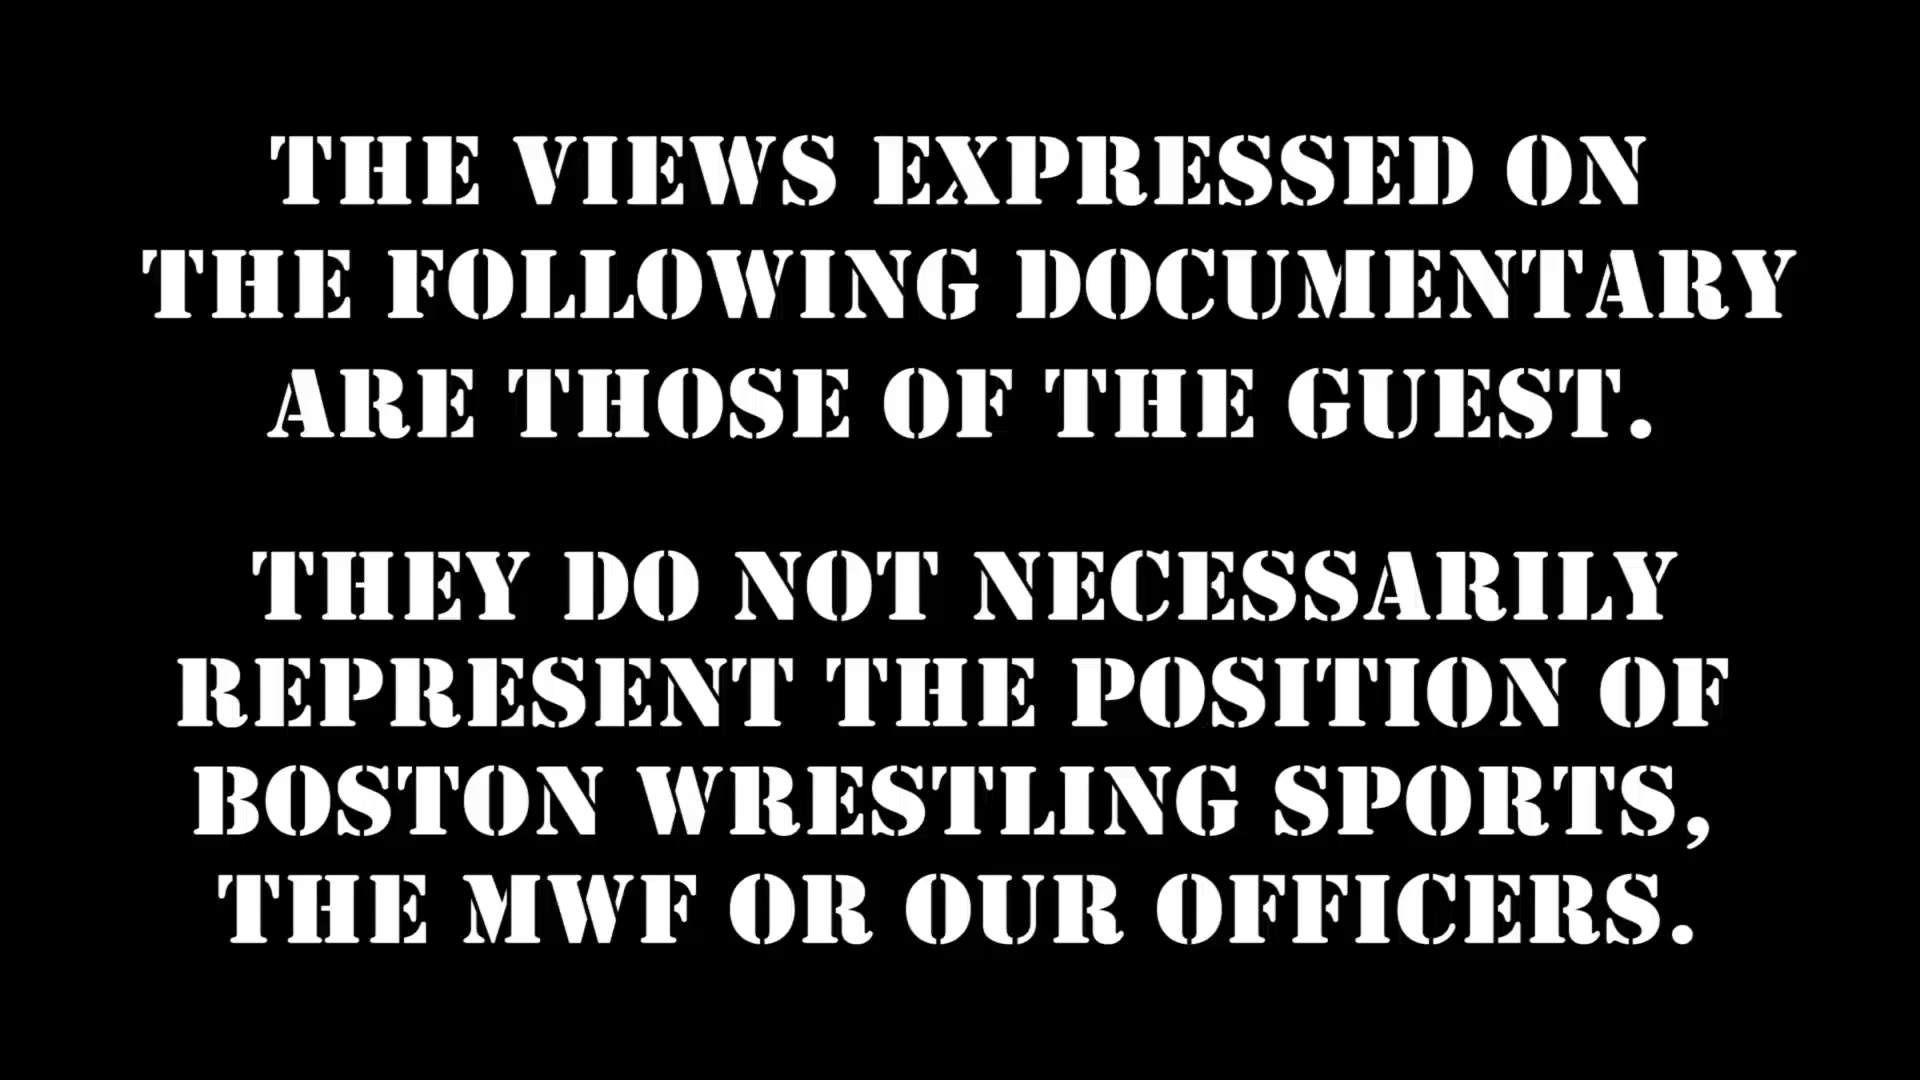 THE VIEWS EXPRESSED ON
THE FOLLOWING DOCUMENTARY
ARE THOSE OF THE GUEST.
THEY DO NOT NECESSARILY
REPRESENT THE POSITION OF
BOSTON WRESTLING SPORTS,
THE MWF OR OUR OFFICERS.